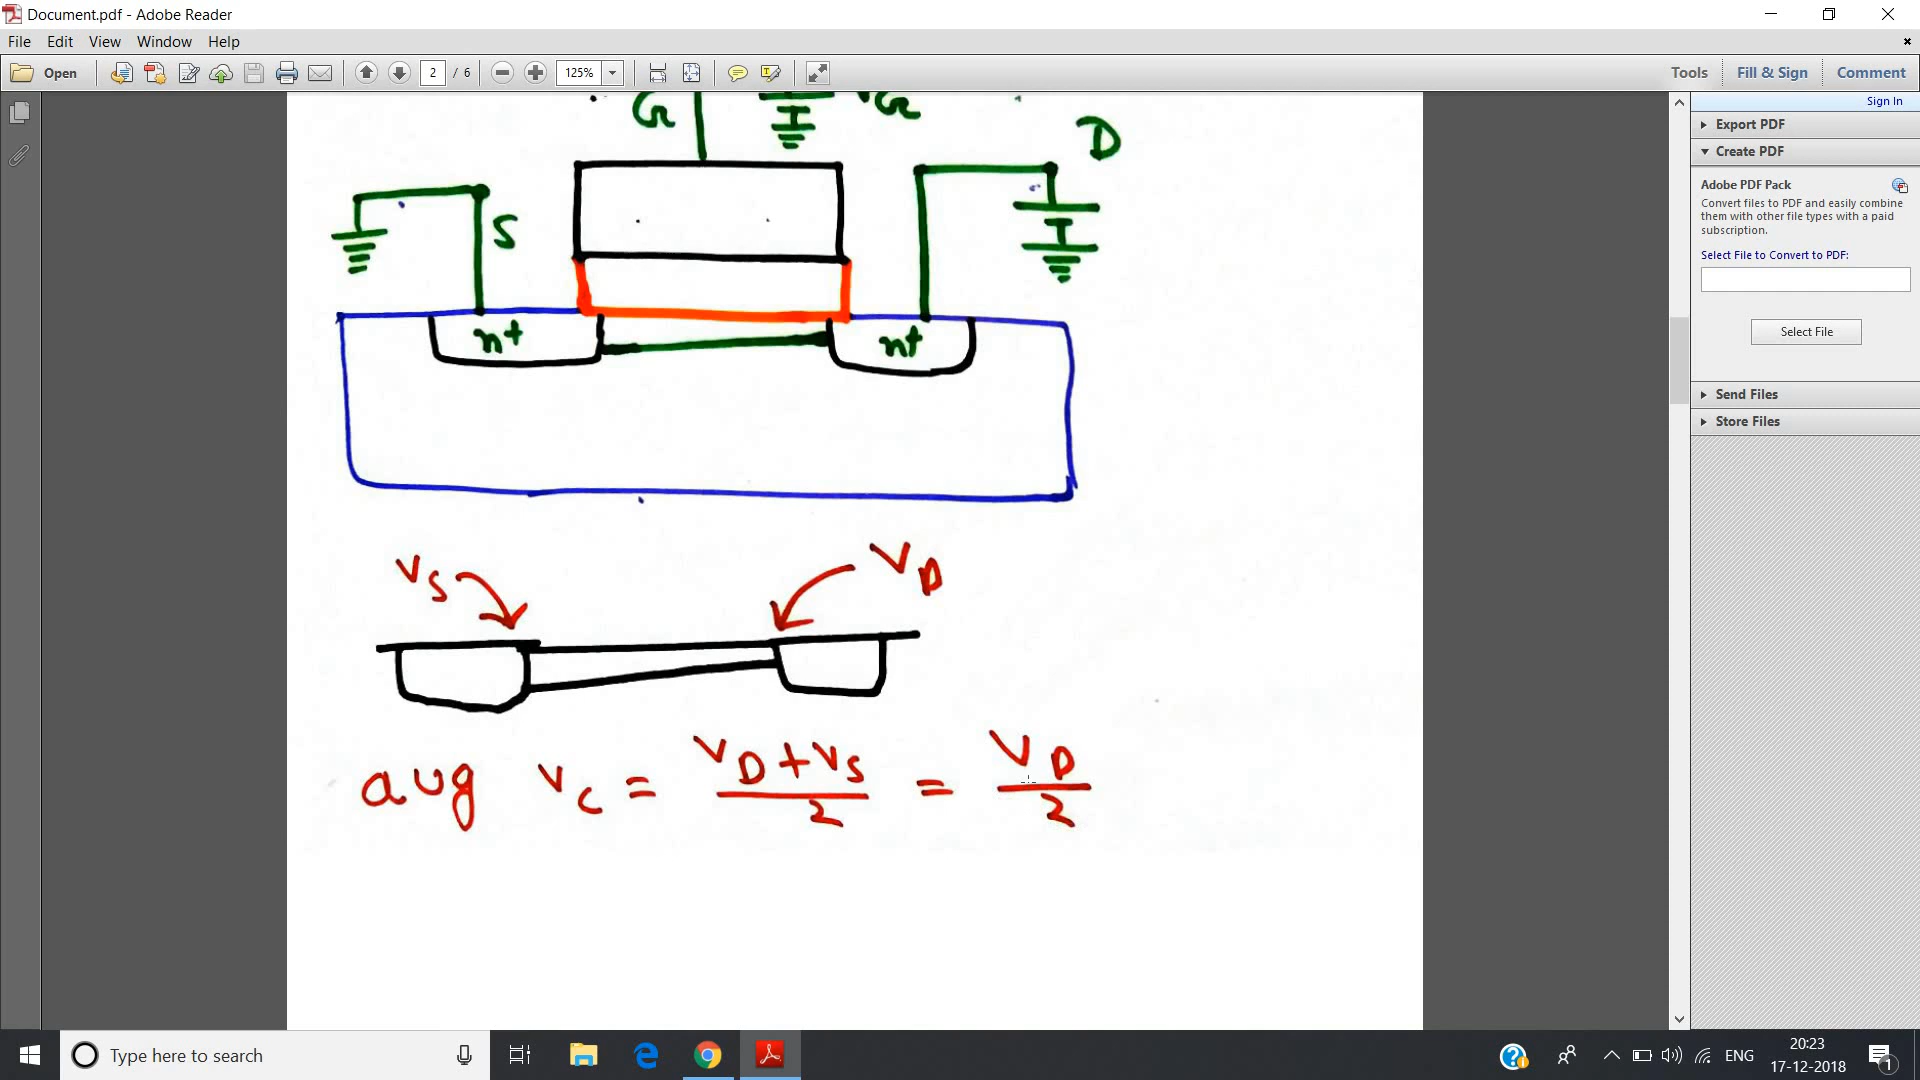 Document.pdf - Adobe Reader
File Edit View Window Help
Open 2 / 6 125% Tools Fill & Sign Comment
Sign In
Export PDF
Create PDF
Adobe PDF Pack
Convert files to PDF and easily combine
them with other file types with a paid
subscription.
Select File to Convert to PDF:
Select File
Send Files
Store Files
G VG
D
S
n+ n+
VS VD
avg VC = VD+VS/2 = VD/2
Type here to search
ENG
20:23
17-12-2018
1